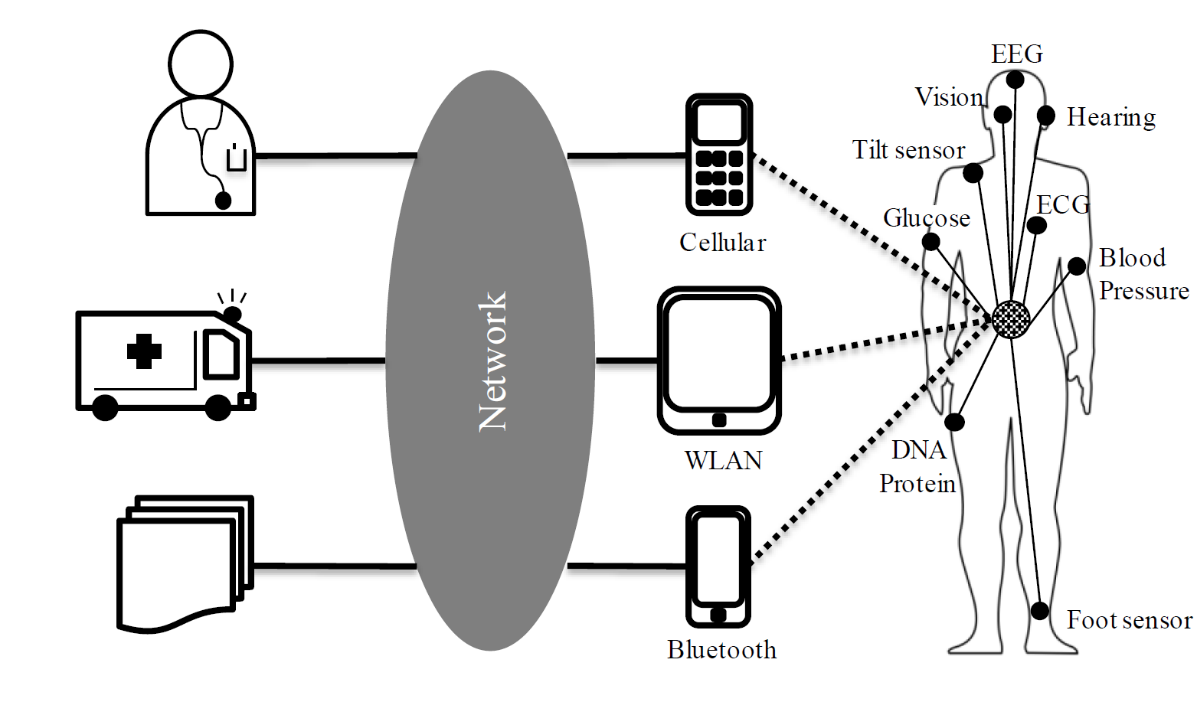 EEG
Vision
Hearing
Tilt sensor
Glucose
ECG
Blood
Pressure
Cellular
Network
WLAN
DNA
Protein
Foot sensor
Bluetooth